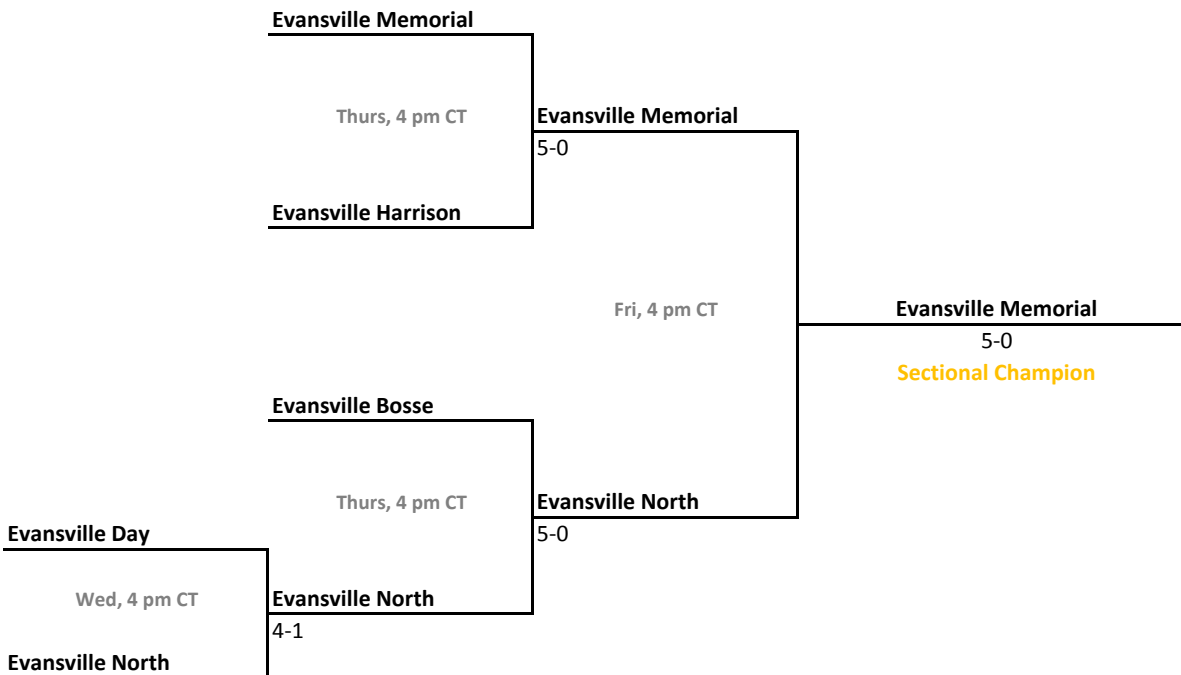 Evansville Memorial
Thurs, 4 pm CT
Evansville Memorial
5-0
Evansville Harrison
Fri, 4 pm CT
Evansville Memorial
5-0
Sectional Champion
Evansville Bosse
Thurs, 4 pm CT
Evansville North
5-0
Evansville Day
Wed, 4 pm CT
Evansville North
4-1
Evansville North